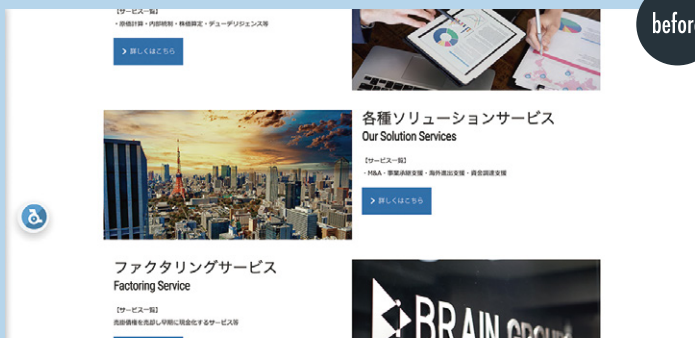 【サービス一覧】
・原価計算・内部統制・株価算定・デューデリジェンス等
詳しくはこちら
before
各種ソリューションサービス
Our Solution Services
【サービス一覧】
・M&A・事業承継支援・海外進出支援・資金調達支援
詳しくはこちら
ファクタリングサービス
Factoring Service
【サービス一覧】
売掛債権を売却し早期に現金化するサービス等
BRAIN GROUP